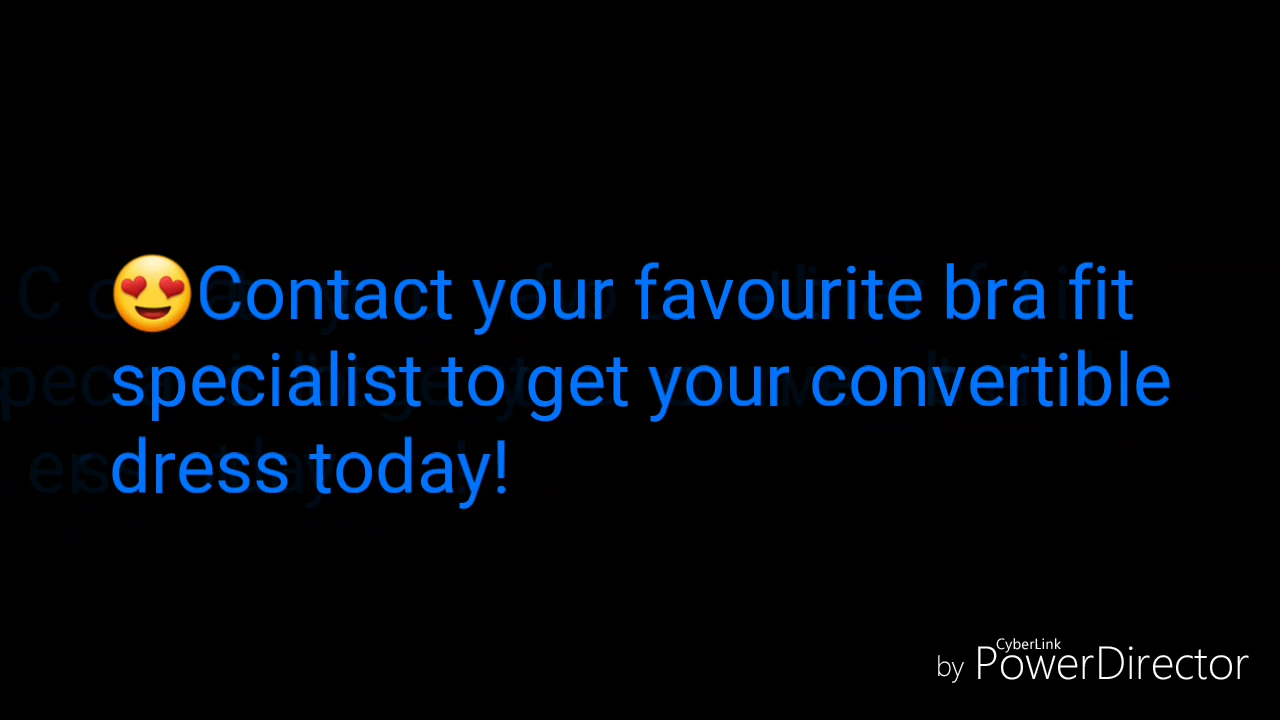 😍Contact your favourite bra fit
specialist to get your convertible
dress today!
by CyberLink PowerDirector